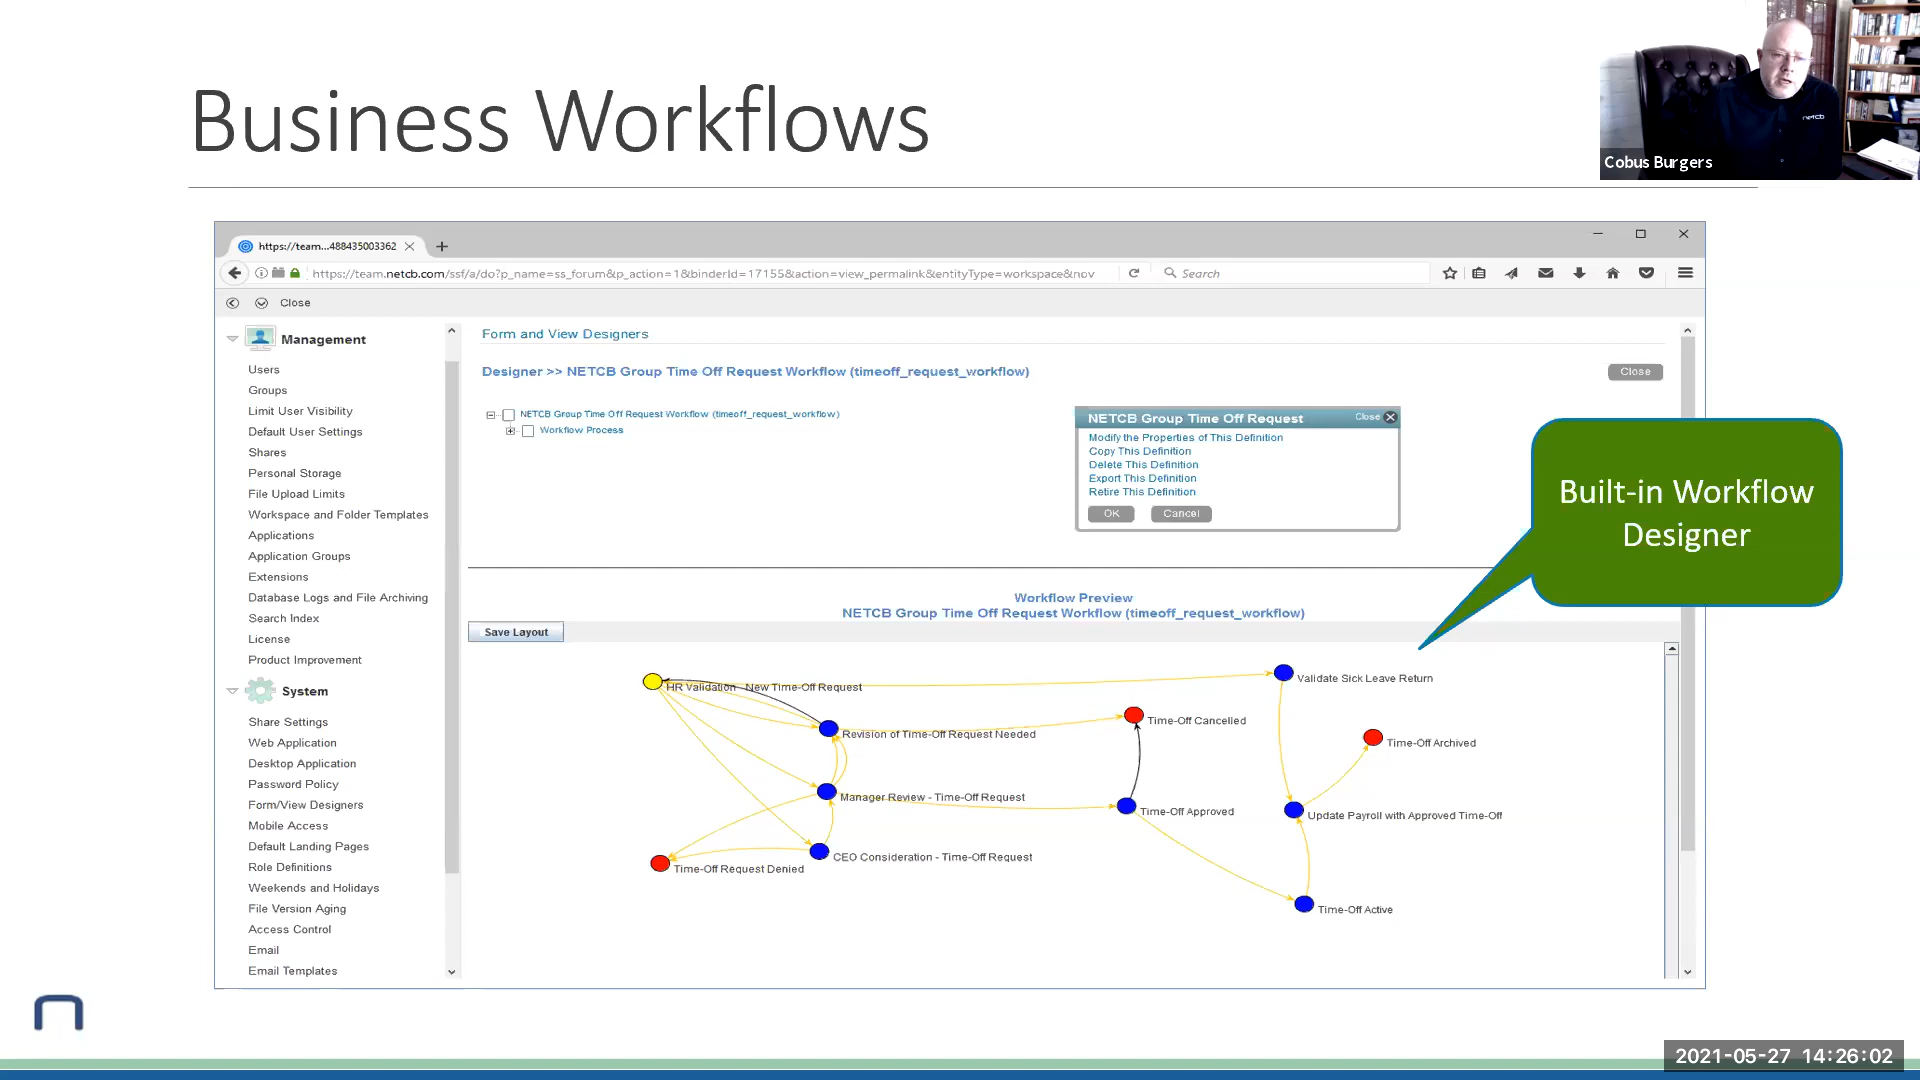 Business Workflows
netcb
Cobus Burgers
https://team...488435003362
https://team.netcb.com/ssf/a/do?p_name=ss_forum&p_action=1&binderId=17155&action=view_permalink&entityType=workspace&nov
Search
Close
Management
Users
Groups
Limit User Visibility
Default User Settings
Shares
Personal Storage
File Upload Limits
Workspace and Folder Templates
Applications
Application Groups
Extensions
Database Logs and File Archiving
Search Index
License
Product Improvement
System
Share Settings
Web Application
Desktop Application
Password Policy
Form/View Designers
Mobile Access
Default Landing Pages
Role Definitions
Weekends and Holidays
File Version Aging
Access Control
Email
Email Templates
Form and View Designers
Designer >> NETCB Group Time Off Request Workflow (timeoff_request_workflow)
Close
NETCB Group Time Off Request Workflow (timeoff_request_workflow)
Workflow Process
NETCB Group Time Off Request
Close
Modify the Properties of This Definition
Copy This Definition
Delete This Definition
Export This Definition
Retire This Definition
OK
Cancel
Built-in Workflow
Designer
Workflow Preview
NETCB Group Time Off Request Workflow (timeoff_request_workflow)
Save Layout
HR Validation - New Time-Off Request
Validate Sick Leave Return
Revision of Time-Off Request Needed
Time-Off Cancelled
Time-Off Archived
Manager Review - Time-Off Request
Time-Off Approved
Update Payroll with Approved Time-Off
Time-Off Request Denied
CEO Consideration - Time-Off Request
Time-Off Active
2021-05-27 14:26:02